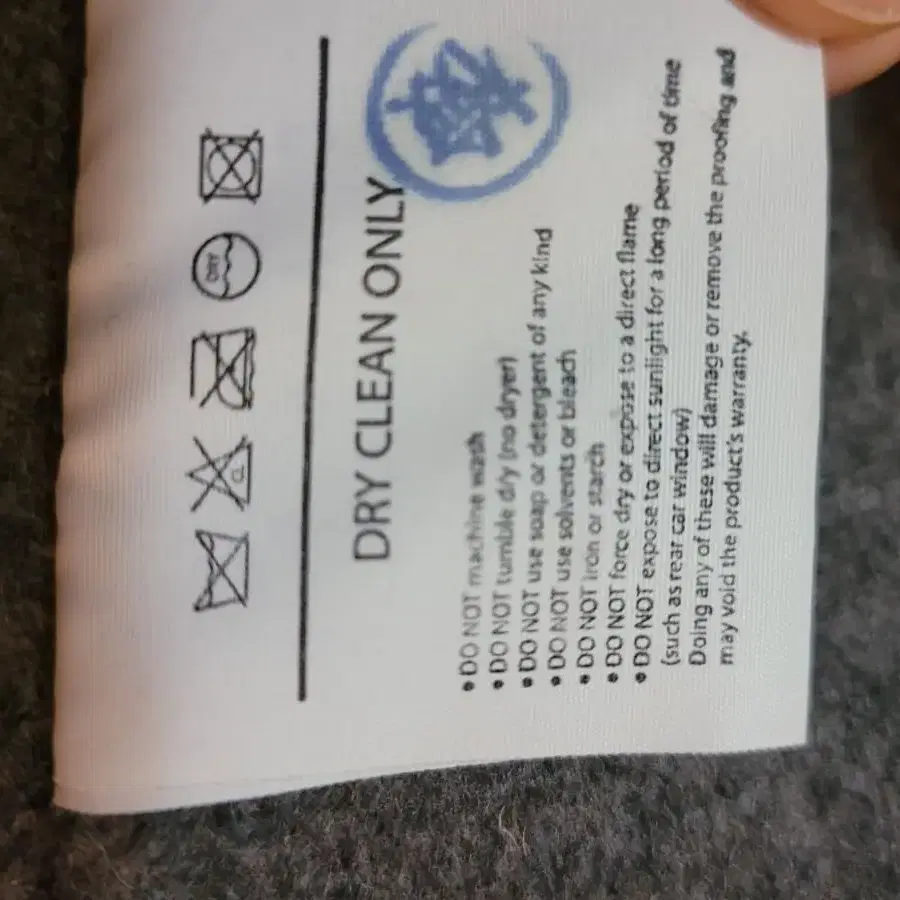 DRY
CL
DRY CLEAN ONLY
• DO NOT machine wash
• DO NOT tumble dry (no dryer)
• DO NOT use soap or detergent of any kind
• DO NOT use solvents or bleach
• DO NOT iron or starch
• DO NOT force dry or expose to a direct flame
• DO NOT expose to direct sunlight for a long period of time
(such as rear car window)
Doing any of these will damage or remove the proofing and
may void the product's warranty.